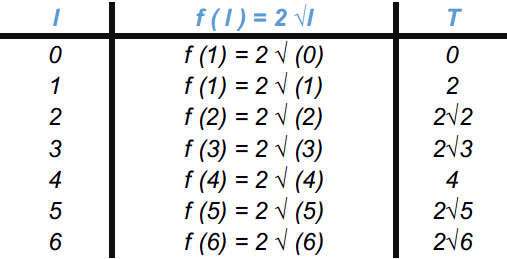 l f ( l ) = 2 √l T
0 f (1) = 2 √ (0) 0
1 f (1) = 2 √ (1) 2
2 f (2) = 2 √ (2) 2√2
3 f (3) = 2 √ (3) 2√3
4 f (4) = 2 √ (4) 4
5 f (5) = 2 √ (5) 2√5
6 f (6) = 2 √ (6) 2√6